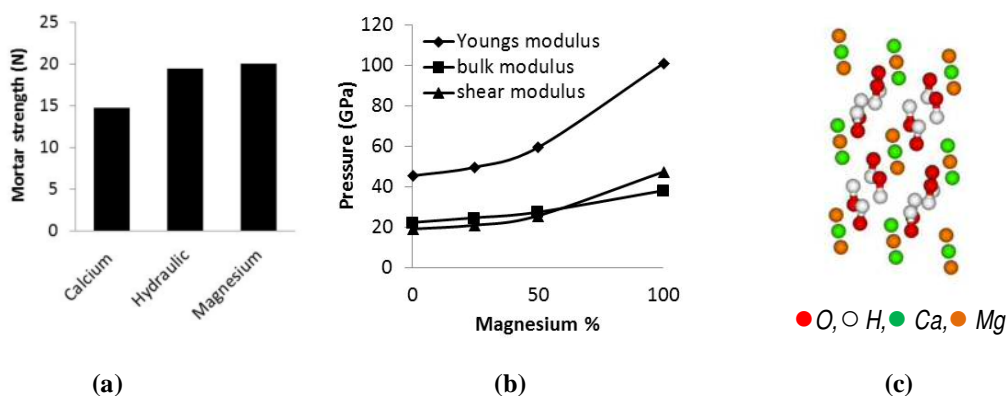 Mortar strength (N)
25
20
15
10
5
0
Calcium
Hydraulic
Magnesium
(a)
Pressure (GPa)
120
100
80
60
40
20
0
Youngs modulus
bulk modulus
shear modulus
0 50 100
Magnesium %
(b)
O, H, Ca, Mg
(c)